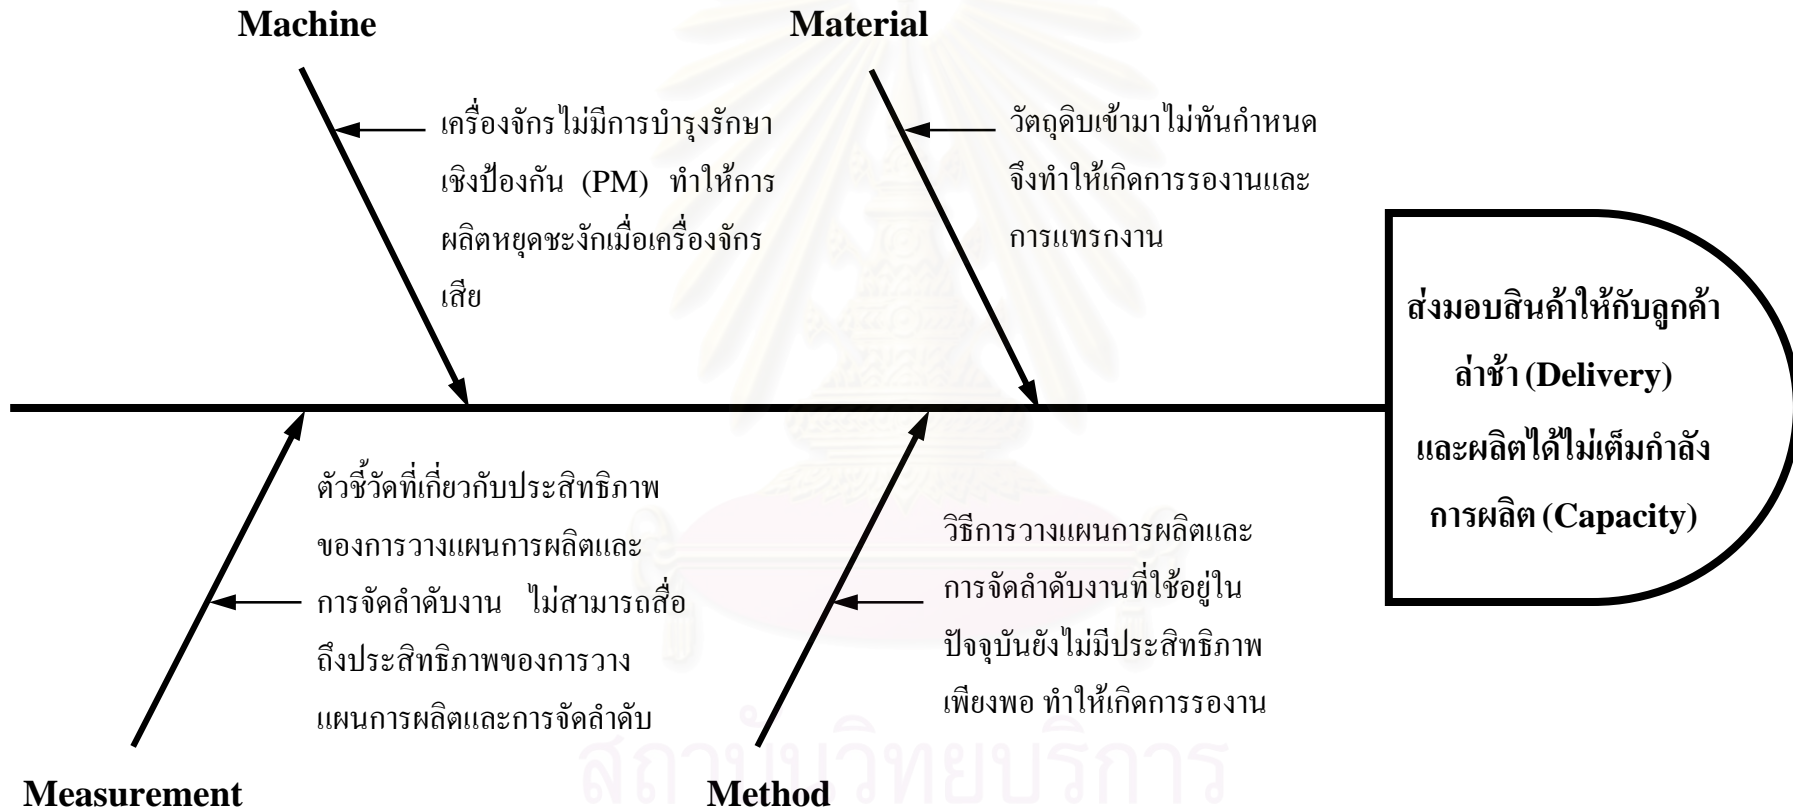 Machine
เครื่องจักรไม่มีการบำรุงรักษา
เชิงป้องกัน (PM) ทำให้การ
ผลิตหยุดชะงักเมื่อเครื่องจักร
เสีย
Material
วัตถุดิบเข้ามาไม่ทันกำหนด
จึงทำให้เกิดการรองานและ
การแทรกงาน
ส่งมอบสินค้าให้กับลูกค้า
ล่าช้า (Delivery)
และผลิตได้ไม่เต็มกำลัง
การผลิต (Capacity)
ตัวชี้วัดที่เกี่ยวกับประสิทธิภาพ
ของการวางแผนการผลิตและ
การจัดลำดับงาน ไม่สามารถสื่อ
ถึงประสิทธิภาพของการวาง
แผนการผลิตและการจัดลำดับ
Measurement
วิธีการวางแผนการผลิตและ
การจัดลำดับงานที่ใช้อยู่ใน
ปัจจุบันยังไม่มีประสิทธิภาพ
เพียงพอ ทำให้เกิดการรองาน
Method
สถาบันวิทยบริการ